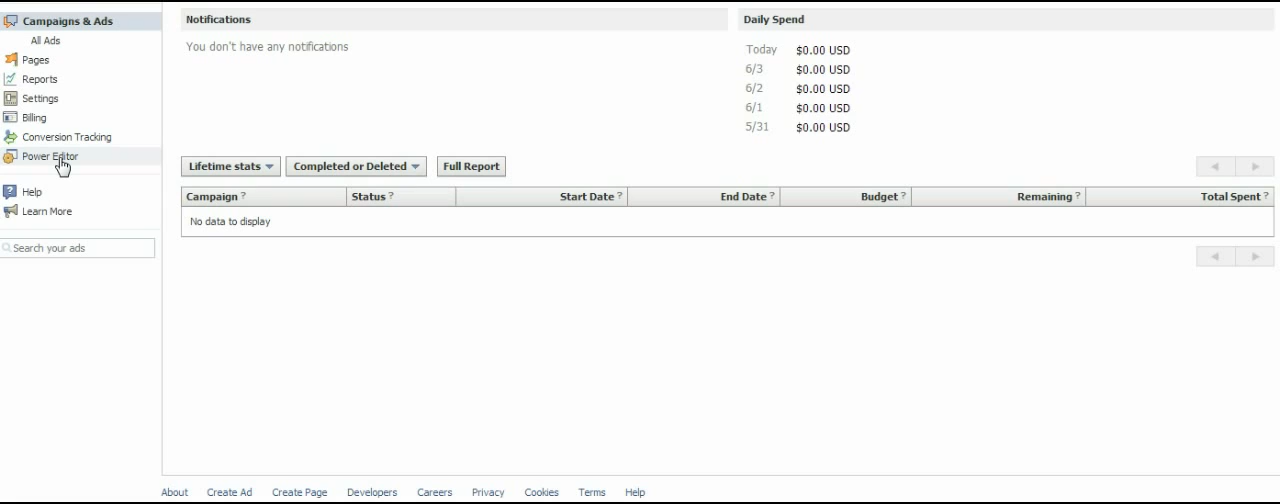 Campaigns & Ads
All Ads
Pages
Reports
Settings
Billing
Conversion Tracking
Power Editor
Help
Learn More
Search your ads
Notifications
You don't have any notifications
Daily Spend
Today $0.00 USD
6/3 $0.00 USD
6/2 $0.00 USD
6/1 $0.00 USD
5/31 $0.00 USD
Lifetime stats Completed or Deleted Full Report
Campaign ? Status ? Start Date ? End Date ? Budget ? Remaining ? Total Spent ?
No data to display
About Create Ad Create Page Developers Careers Privacy Cookies Terms Help